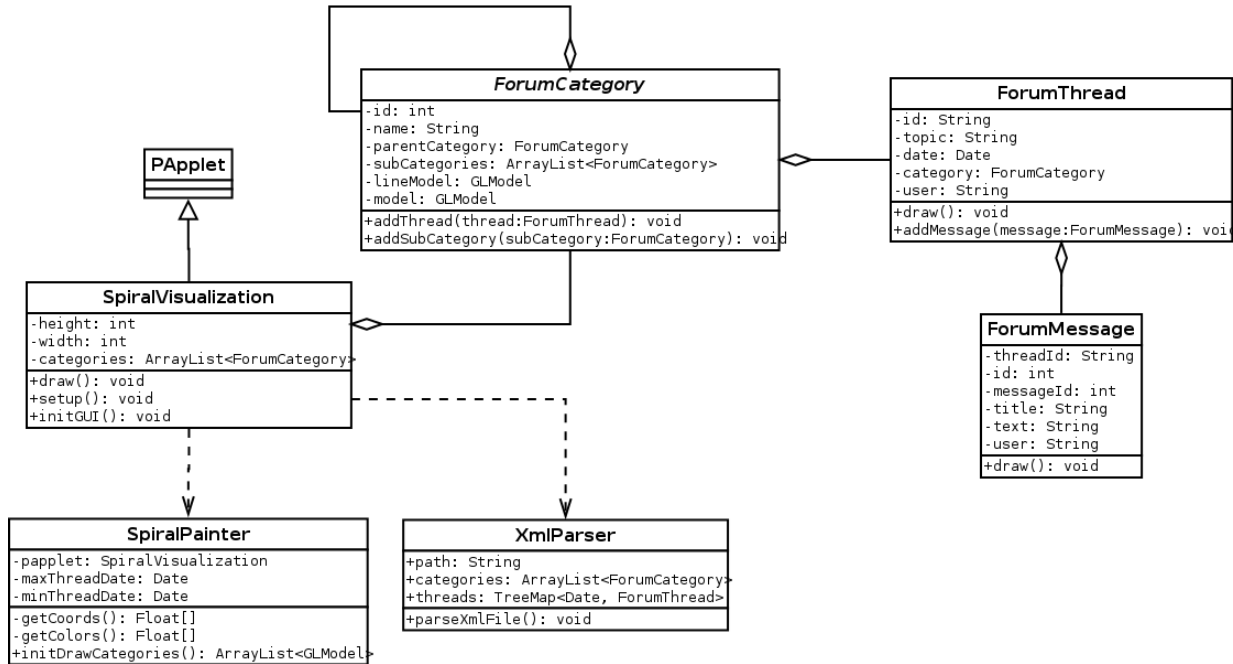 ForumCategory
-id: int
-name: String
-parentCategory: ForumCategory
-subCategories: ArrayList<ForumCategory>
-lineModel: GLModel
-model: GLModel
+addThread(thread:ForumThread): void
+addSubCategory(subCategory:ForumCategory): void
ForumThread
-id: String
-topic: String
-date: Date
-category: ForumCategory
-user: String
+draw(): void
+addMessage(message:ForumMessage): void
PApplet
SpiralVisualization
-height: int
-width: int
-categories: ArrayList<ForumCategory>
+draw(): void
+setup(): void
+initGUI(): void
ForumMessage
-threadId: String
-id: int
-messageId: int
-title: String
-text: String
-user: String
+draw(): void
SpiralPainter
-papplet: SpiralVisualization
-maxThreadDate: Date
-minThreadDate: Date
-getCoords(): Float[]
-getColors(): Float[]
+initDrawCategories(): ArrayList<GLModel>
XmlParser
+path: String
+categories: ArrayList<ForumCategory>
+threads: TreeMap<Date, ForumThread>
+parseXmlFile(): void